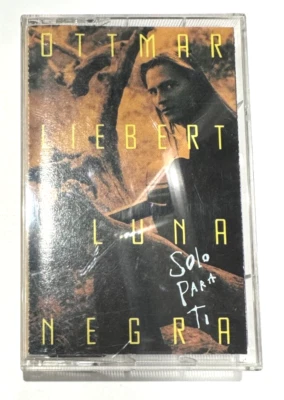 OTTMAR
LIEBERT
LUNA
NEGRA
Solo
PARA
Ti